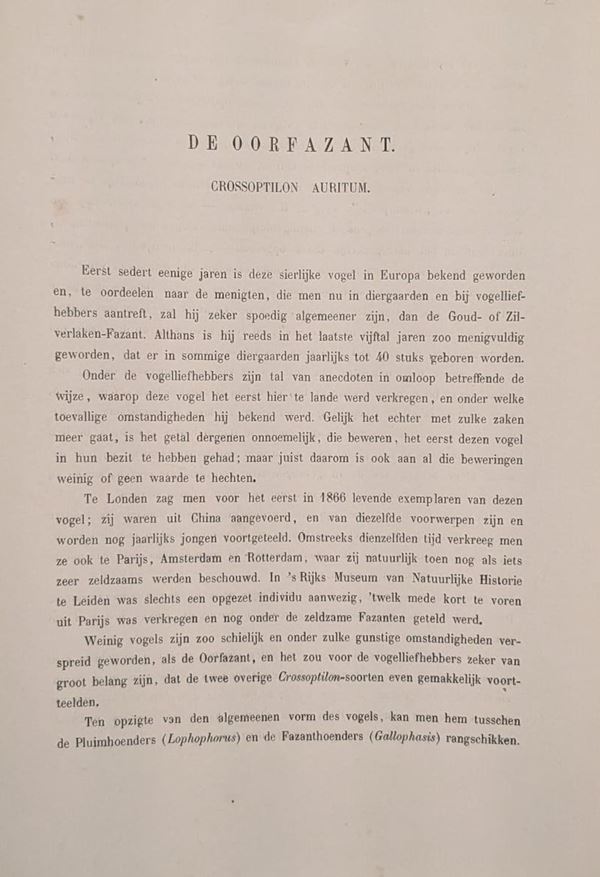 DE OORFAZANT.
CROSSOPTILON AURITUM.
Eerst sedert eenige jaren is deze sierlijke vogel in Europa bekend geworden
en, te oordeelen naar de menigten, die men nu in diergaarden en bij vogellief-
hebbers aantreft, zal hij zeker spoedig algemeener zijn, dan de Goud- of Zil-
verlaken-Fazant. Althans is hij reeds in het laatste vijftal jaren zoo menigvuldig
geworden, dat er in sommige diergaarden jaarlijks tot 40 stuks geboren worden.
Onder de vogelliefhebbers zijn tal van anecdoten in omloop betreffende de
wijze, waarop deze vogel het eerst hier te lande werd verkregen, en onder welke
toevallige omstandigheden hij bekend werd. Gelijk het echter met zulke zaken
meer gaat, is het getal dergenen onnoemelijk, die beweren, het eerst dezen vogel
in hun bezit te hebben gehad; maar juist daarom is ook aan al die beweringen
weinig of geen waarde te hechten.
Te Londen zag men voor het eerst in 1866 levende exemplaren van dezen
vogel; zij waren uit China aangevoerd, en van diezelfde voorwerpen zijn en
worden nog jaarlijks jongen voortgeteeld. Omstreeks dienzelfden tijd verkreeg men
ze ook te Parijs, Amsterdam en Rotterdam, waar zij natuurlijk toen nog als iets
zeer zeldzaams werden beschouwd. In 's Rijks Museum van Natuurlijke Historie
te Leiden was slechts een opgezet individu aanwezig, 'twelk mede kort te voren
uit Parijs was verkregen en nog onder de zeldzame Fazanten geteld werd.
Weinig vogels zijn zoo schielijk en onder zulke gunstige omstandigheden ver-
spreid geworden, als de Oorfazant, en het zou voor de vogelliefhebbers zeker van
groot belang zijn, dat de twee overige Crossoptilon-soorten even gemakkelijk voort-
teelden.
Ten opzigte van den algemeenen vorm des vogels, kan men hem tusschen
de Pluimhoenders (Lophophorus) en de Fazanthoenders (Gallophasis) rangschikken.